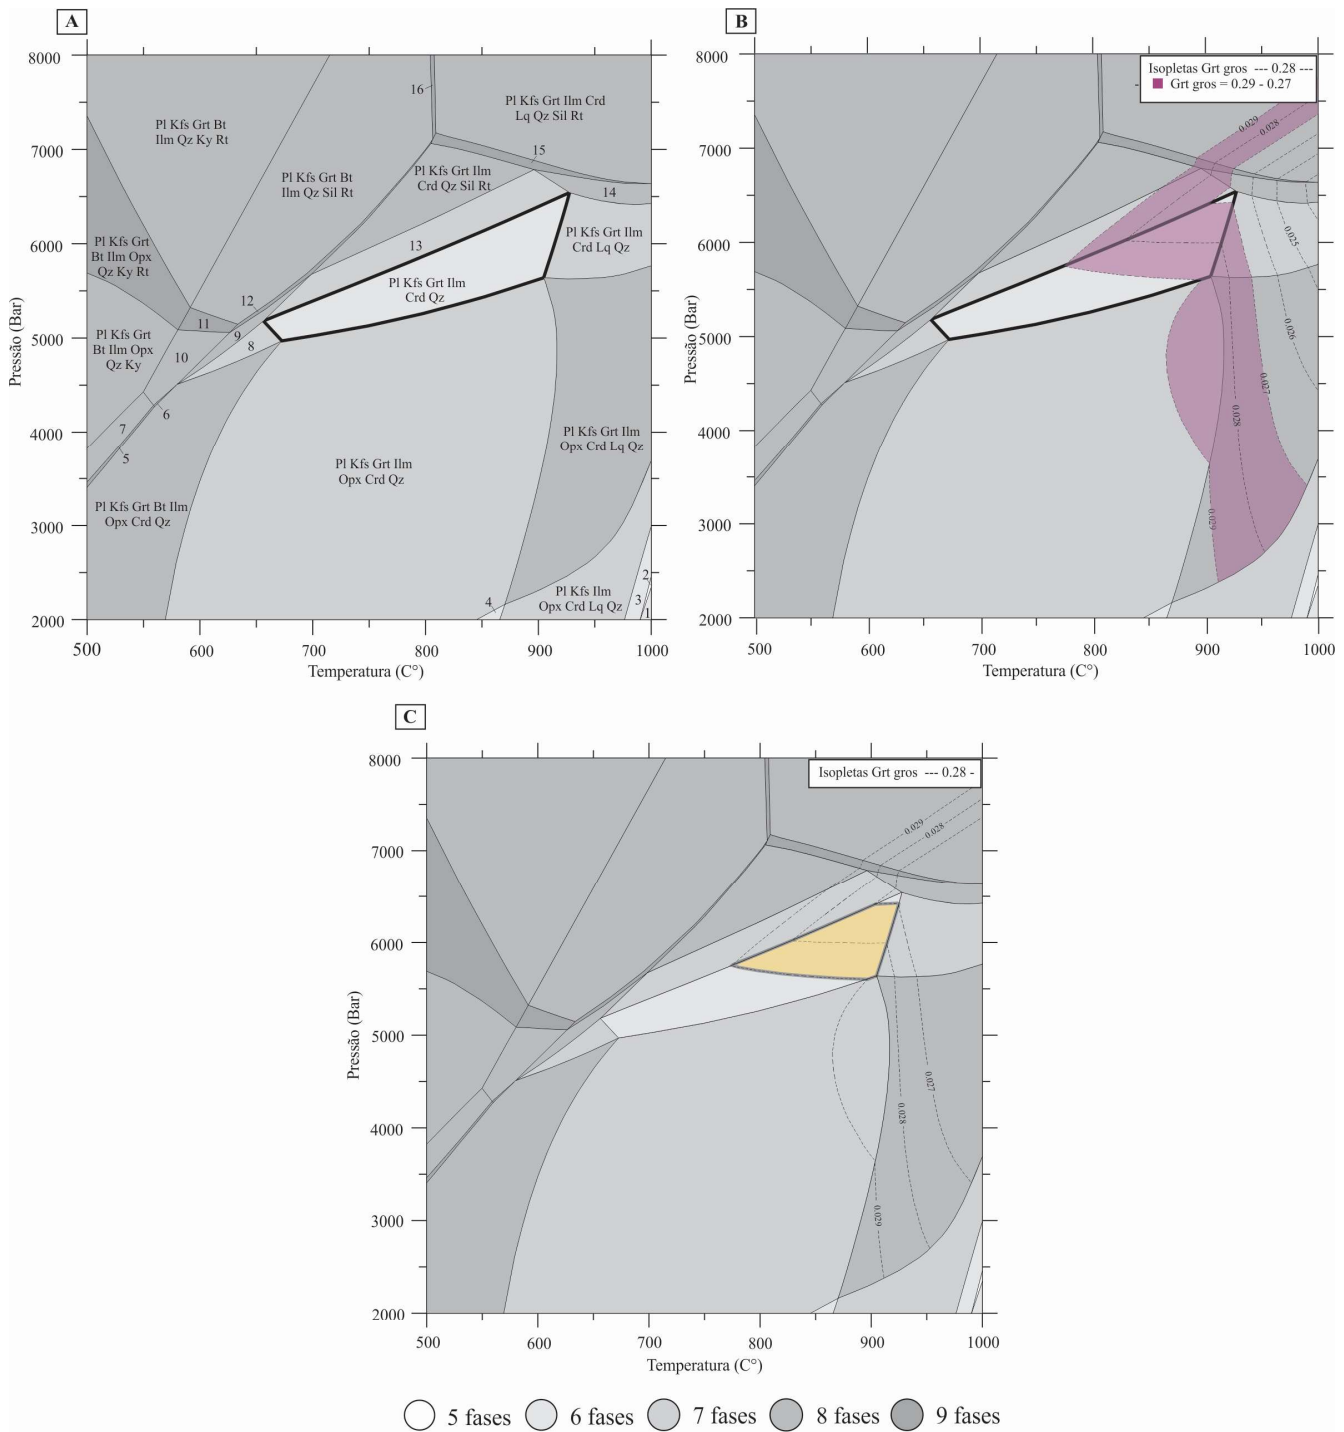 A
8000
7000
6000
5000
4000
3000
2000
Pressão (Bar)
500
600
700
800
900
1000
Temperatura (C°)
Pl Kfs Grt Bt
Ilm Qz Ky Rt
Pl Kfs Grt Bt
Ilm Qz Sil Rt
16
Pl Kfs Grt Ilm Crd
Lq Qz Sil Rt
15
Pl Kfs Grt Ilm
Crd Qz Sil Rt
14
Pl Kfs Grt
Bt Ilm Opx
Qz Ky Rt
13
Pl Kfs Grt Ilm
Crd Lq Qz
Pl Kfs Grt Ilm
Crd Qz
12
11
9
8
10
Pl Kfs Grt
Bt Ilm Opx
Qz Ky
6
7
5
Pl Kfs Grt Ilm
Opx Crd Lq Qz
Pl Kfs Grt Ilm
Opx Crd Qz
Pl Kfs Grt Bt Ilm
Opx Crd Qz
4
Pl Kfs Ilm
Opx Crd Lq Qz
2
3
1
B
Isopletas Grt gros --- 0.28 ---
Grt gros = 0.29 - 0.27
8000
7000
6000
5000
4000
3000
2000
Pressão (Bar)
500
600
700
800
900
1000
Temperatura (C°)
0.029
0.028
0.025
0.026
0.027
0.028
0.029
C
Isopletas Grt gros --- 0.28 -
8000
7000
6000
5000
4000
3000
2000
Pressão (Bar)
500
600
700
800
900
1000
Temperatura (C°)
0.029
0.028
0.027
0.028
0.029
5 fases
6 fases
7 fases
8 fases
9 fases